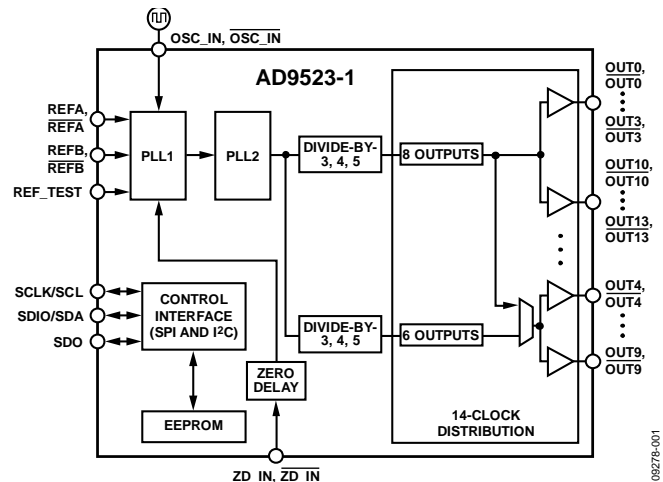 OSC_IN, OSC_IN
AD9523-1
REFA,
REFA
REFB,
REFB
REF_TEST
PLL1
PLL2
DIVIDE-BY-
3, 4, 5
8 OUTPUTS
OUT0,
OUT0
OUT3,
OUT3
OUT10,
OUT10
OUT13,
OUT13
SCLK/SCL
SDIO/SDA
SDO
CONTROL
INTERFACE
(SPI AND I2C)
EEPROM
ZERO
DELAY
DIVIDE-BY-
3, 4, 5
6 OUTPUTS
OUT4,
OUT4
OUT9,
OUT9
14-CLOCK
DISTRIBUTION
ZD_IN, ZD_IN
09278-001